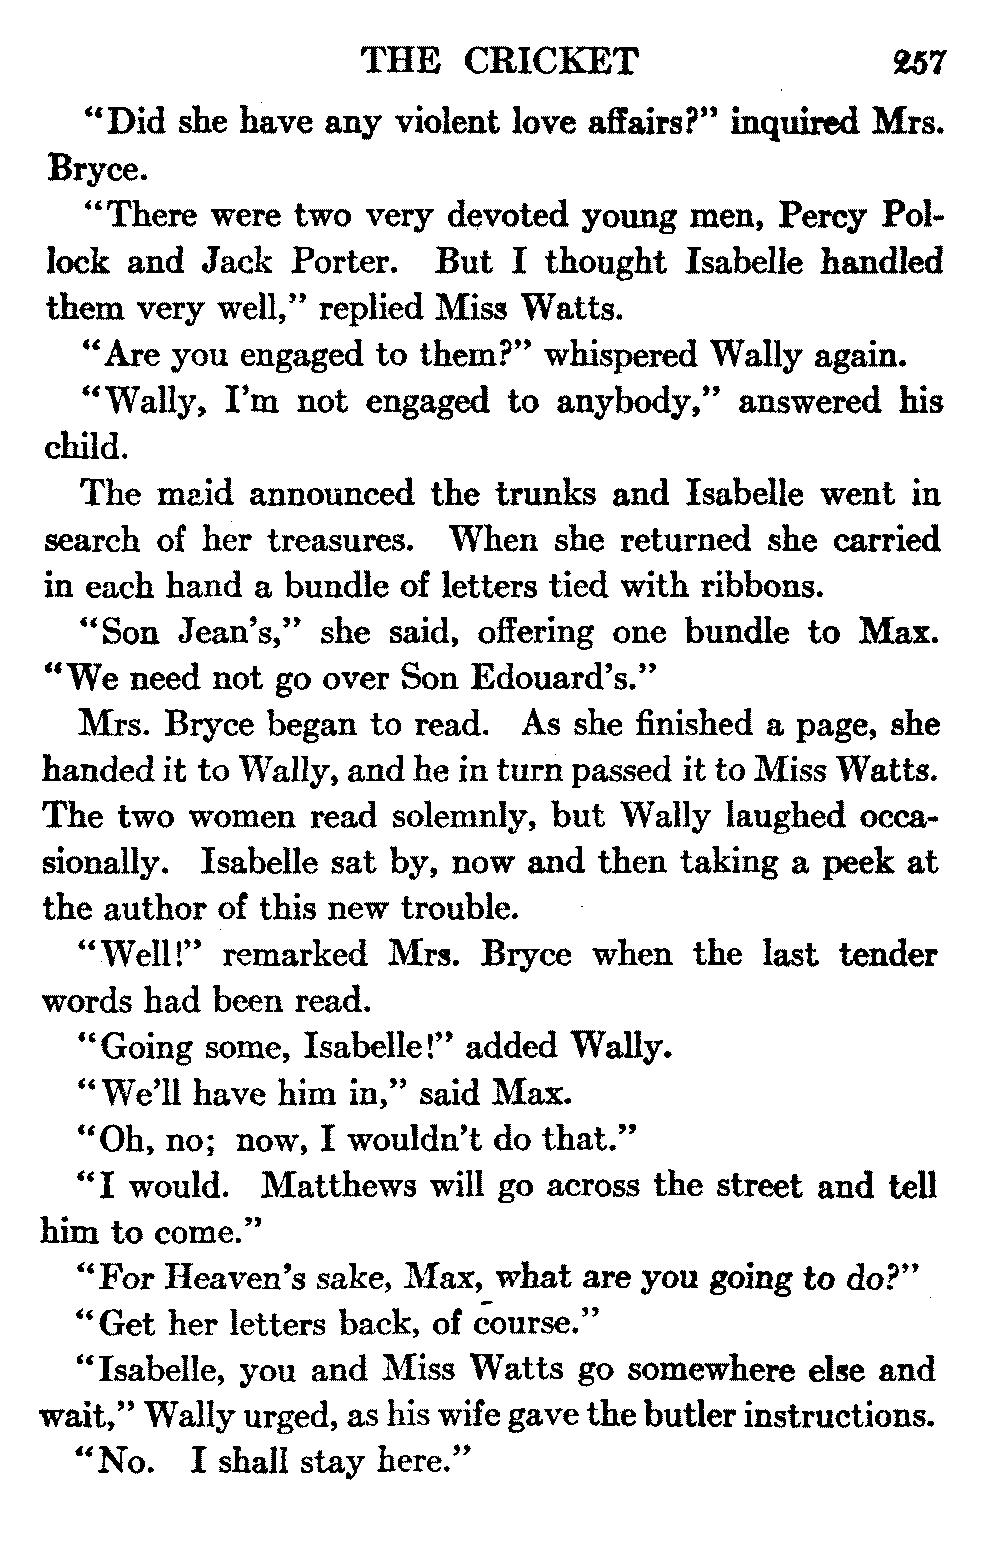 THE CRICKET 257
"Did she have any violent love affairs?" inquired Mrs.
Bryce.
"There were two very devoted young men, Percy Pol-
lock and Jack Porter. But I thought Isabelle handled
them very well," replied Miss Watts.
"Are you engaged to them?" whispered Wally again.
"Wally, I'm not engaged to anybody," answered his
child.
The maid announced the trunks and Isabelle went in
search of her treasures. When she returned she carried
in each hand a bundle of letters tied with ribbons.
"Son Jean's," she said, offering one bundle to Max.
"We need not go over Son Edouard's."
Mrs. Bryce began to read. As she finished a page, she
handed it to Wally, and he in turn passed it to Miss Watts.
The two women read solemnly, but Wally laughed occa-
sionally. Isabelle sat by, now and then taking a peek at
the author of this new trouble.
"Well!" remarked Mrs. Bryce when the last tender
words had been read.
"Going some, Isabelle!" added Wally.
"We'll have him in," said Max.
"Oh, no; now, I wouldn't do that."
"I would. Matthews will go across the street and tell
him to come."
"For Heaven's sake, Max, what are you going to do?"
"Get her letters back, of course."
"Isabelle, you and Miss Watts go somewhere else and
wait," Wally urged, as his wife gave the butler instructions.
"No. I shall stay here."